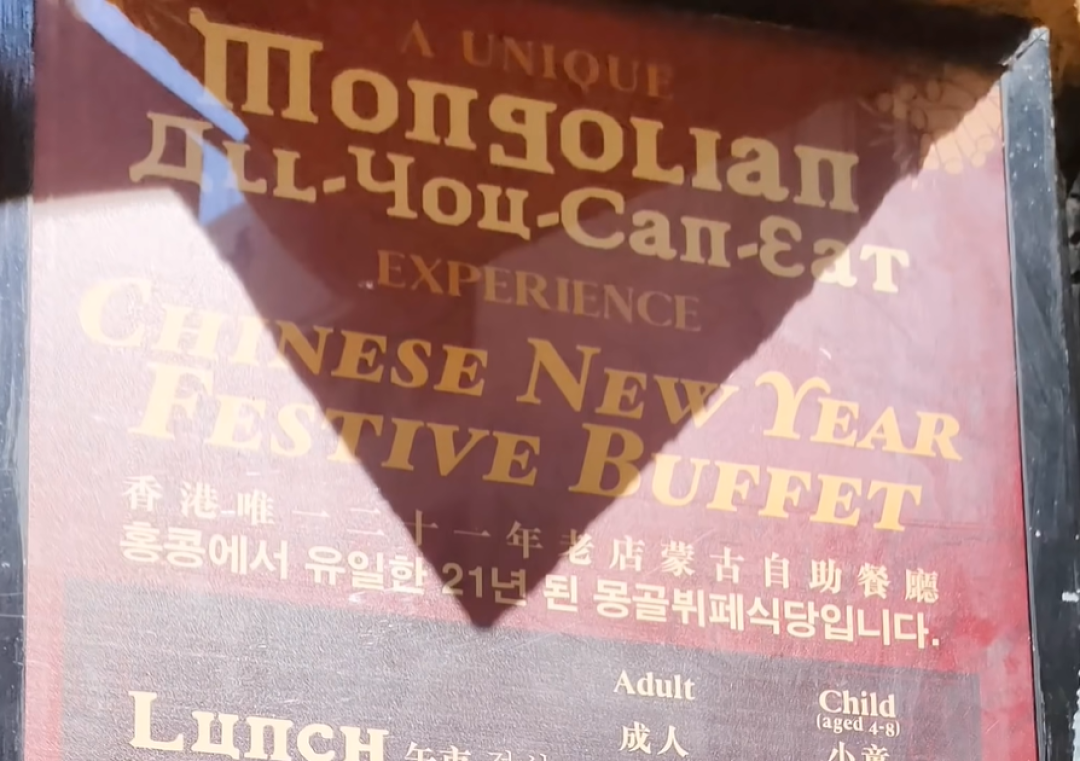 A UNIQUE
Mongolian
All-You-Can-Eat
EXPERIENCE
CHINESE NEW YEAR
FESTIVE BUFFET
香港唯一二十一年老店蒙古自助餐廳
홍콩에서 유일한 21년 된 몽골뷔페식당입니다.
Adult
Child
(aged 4-8)
Lunch
成人
小童